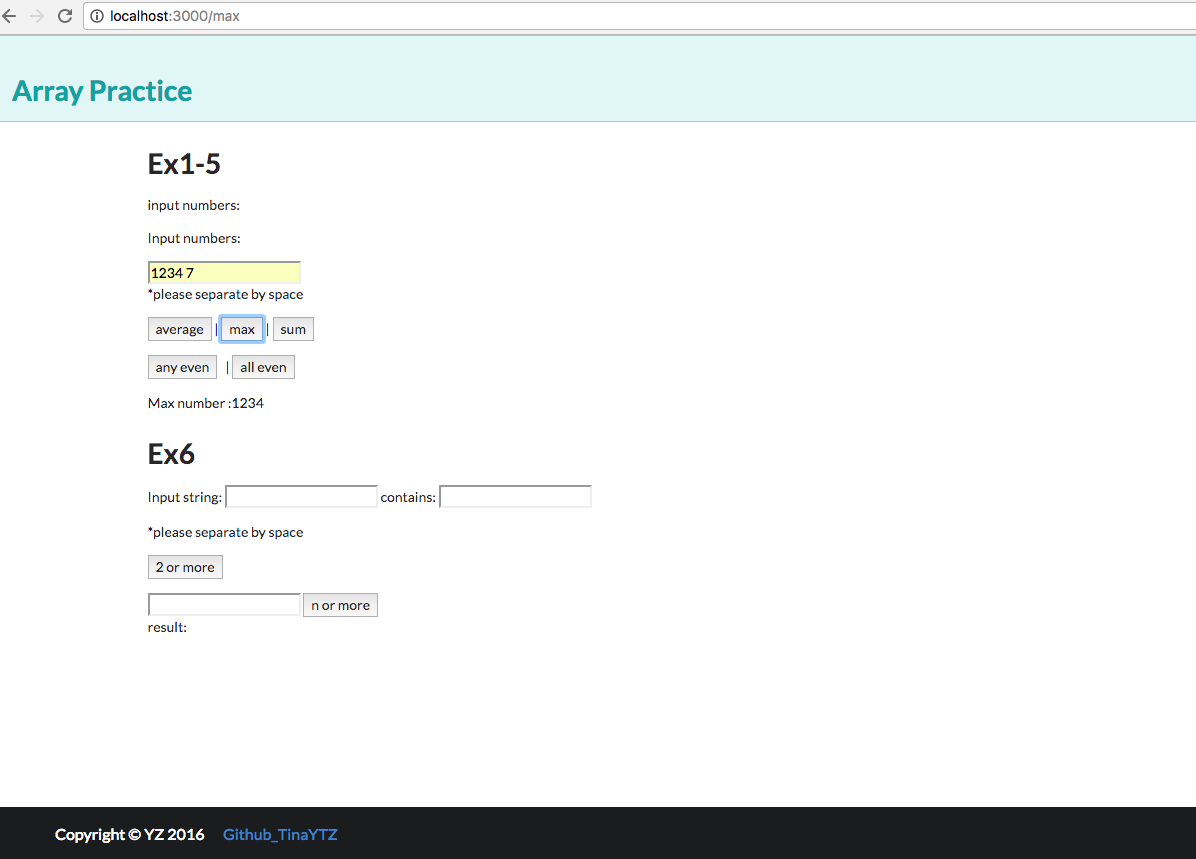 localhost:3000/max
Array Practice
Ex1-5
input numbers:
Input numbers:
1234 7
*please separate by space
average | max | sum
any even | all even
Max number :1234
Ex6
Input string: contains:
*please separate by space
2 or more
n or more
result:
Copyright © YZ 2016 Github_TinaYTZ